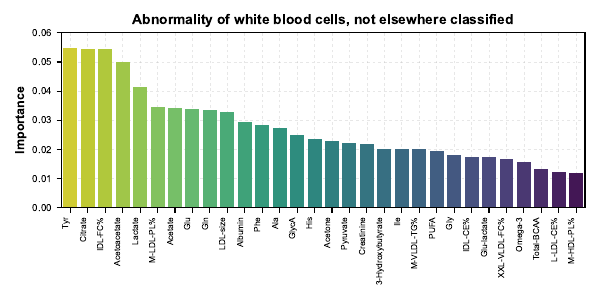 Abnormality of white blood cells, not elsewhere classified
Importance
0.06
0.05
0.04
0.03
0.02
0.01
0.00
Tyr
Citrate
IDL-FC%
Acetoacetate
Lactate
M-LDL-PL%
Acetate
Glu
Gln
LDL-size
Albumin
Phe
Ala
GlycA
His
Acetone
Pyruvate
Creatinine
3-Hydroxybutyrate
Ile
M-VLDL-TG%
PUFA
Gly
IDL-CE%
Glu-lactate
XXL-VLDL-FC%
Omega-3
Total-BCAA
L-LDL-CE%
M-HDL-PL%